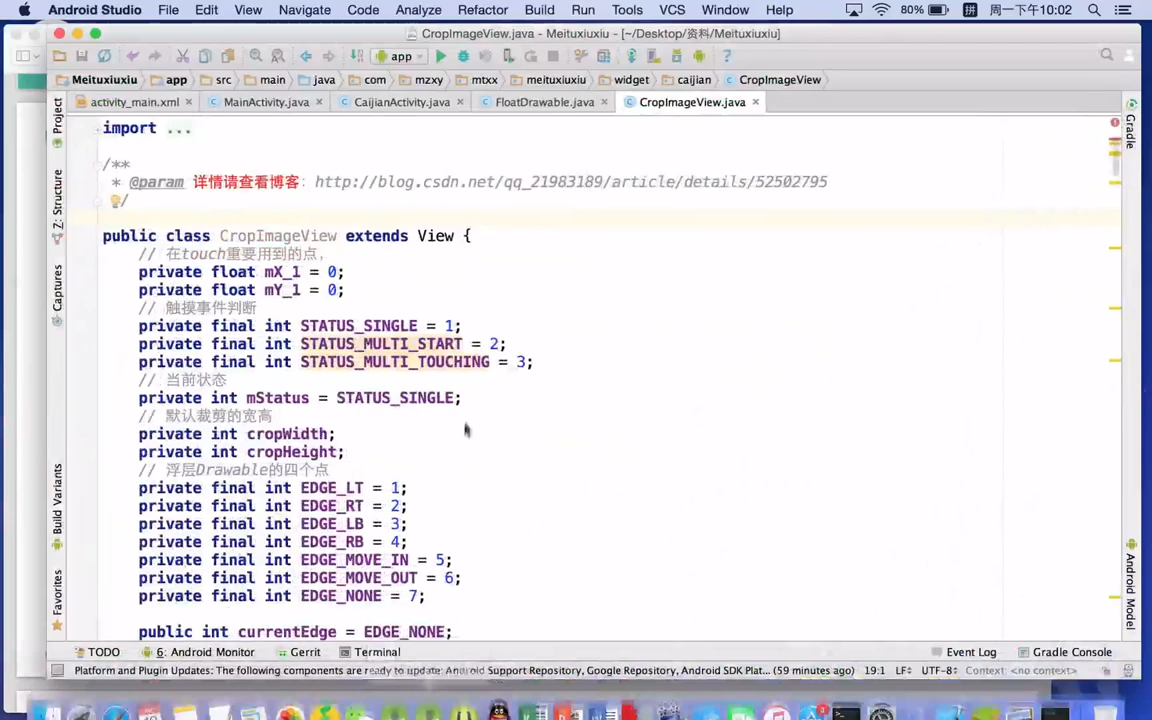 Android Studio File Edit View Navigate Code Analyze Refactor Build Run Tools VCS Window Help 80% 拼 周一下午10:02
CropImageView.java - Meituxiuxiu - [~/Desktop/资料/Meituxiuxiu]
app
Meituxiuxiu app src main java com mzxy mtxx meituxiuxiu widget caijian CropImageView
activity_main.xml MainActivity.java CaijianActivity.java FloatDrawable.java CropImageView.java
Project
Z: Structure
Captures
Build Variants
Favorites
Gradle
Android Model
import ...
/**
* @param 详情请查看博客: http://blog.csdn.net/qq_21983189/article/details/52502795
*/
public class CropImageView extends View {
// 在touch重要用到的点,
private float mX_1 = 0;
private float mY_1 = 0;
// 触摸事件判断
private final int STATUS_SINGLE = 1;
private final int STATUS_MULTI_START = 2;
private final int STATUS_MULTI_TOUCHING = 3;
// 当前状态
private int mStatus = STATUS_SINGLE;
// 默认裁剪的宽高
private int cropWidth;
private int cropHeight;
// 浮层Drawable的四个点
private final int EDGE_LT = 1;
private final int EDGE_RT = 2;
private final int EDGE_LB = 3;
private final int EDGE_RB = 4;
private final int EDGE_MOVE_IN = 5;
private final int EDGE_MOVE_OUT = 6;
private final int EDGE_NONE = 7;
public int currentEdge = EDGE_NONE;
TODO 6: Android Monitor Gerrit Terminal Event Log Gradle Console
Platform and Plugin Updates: The following components are ready to update: Android Support Repository, Google Repository, Android SDK Plat... (59 minutes ago) 19:1 LF UTF-8 Context: <no context>